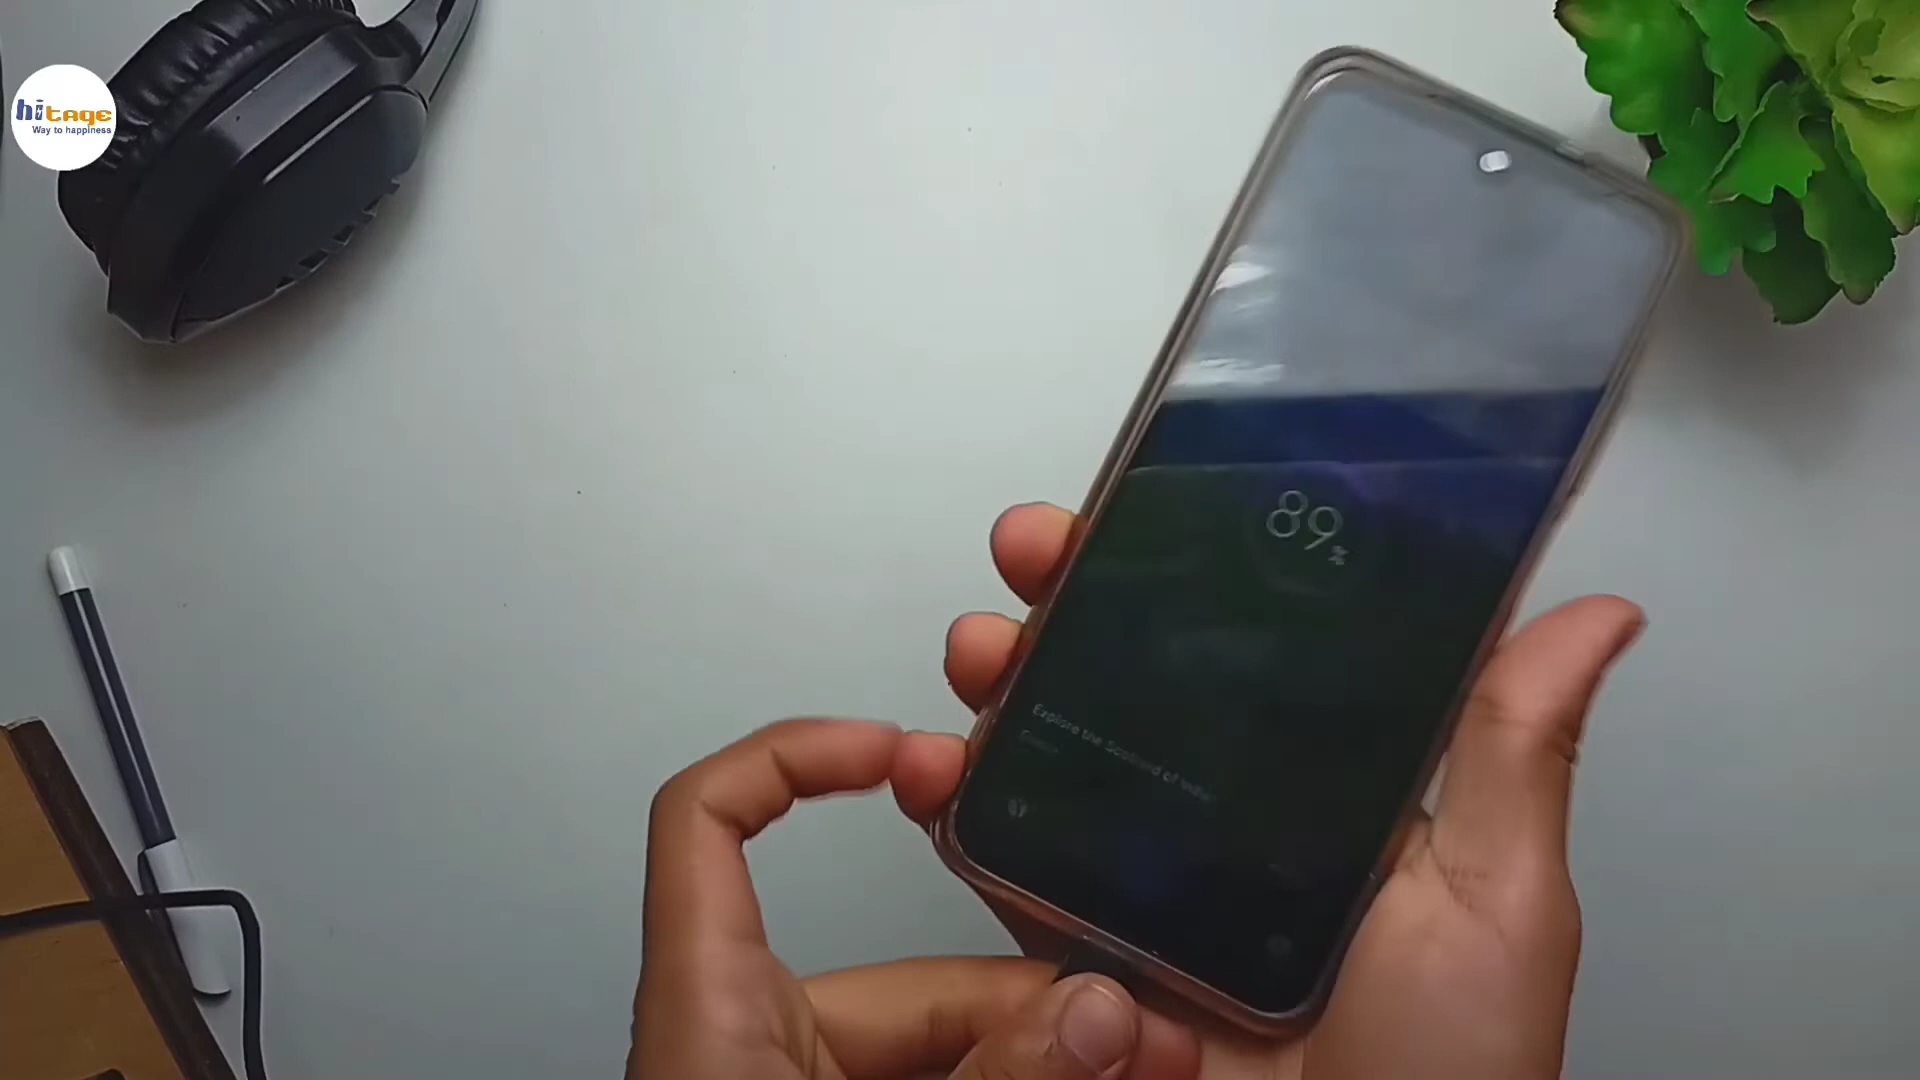 hitage
Way to happiness
89%
Explore the Scotland of India